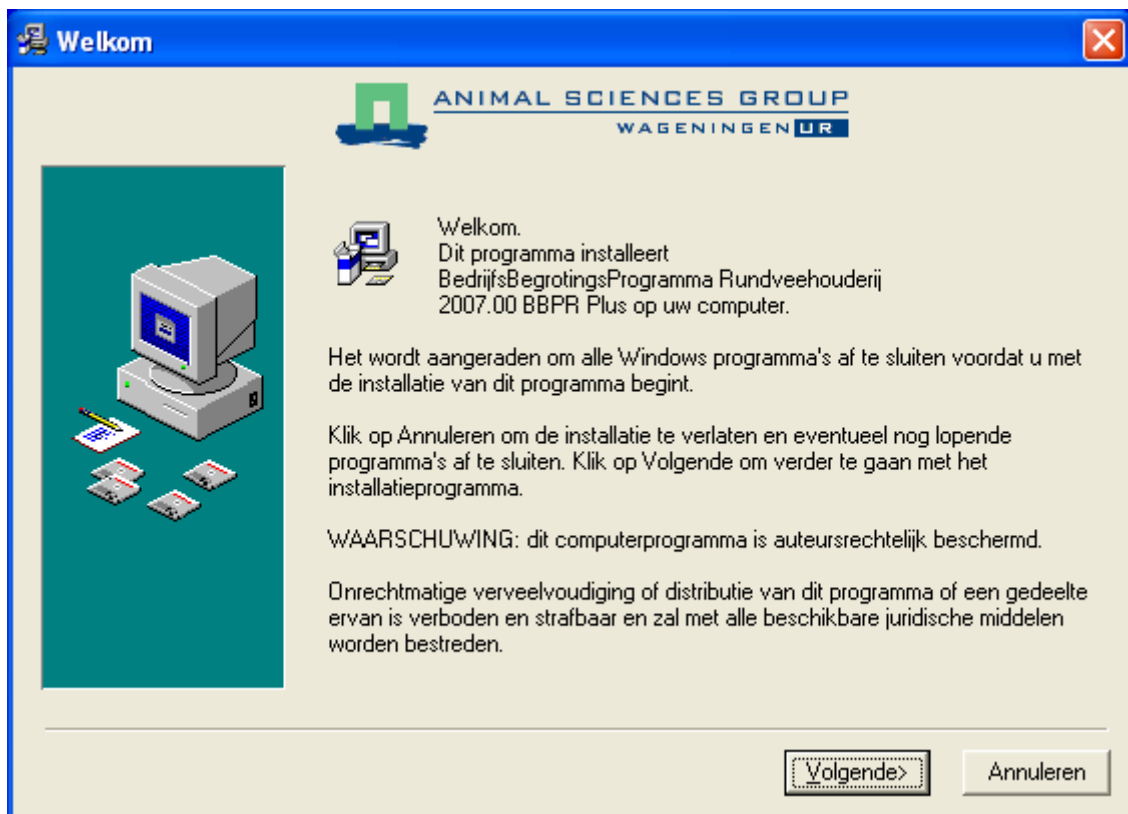 Welkom
ANIMAL SCIENCES GROUP
WAGENINGEN UR
Welkom.
Dit programma installeert
BedrijfsBegrotingsProgramma Rundveehouderij
2007.00 BBPR Plus op uw computer.
Het wordt aangeraden om alle Windows programma's af te sluiten voordat u met
de installatie van dit programma begint.
Klik op Annuleren om de installatie te verlaten en eventueel nog lopende
programma's af te sluiten. Klik op Volgende om verder te gaan met het
installatieprogramma.
WAARSCHUWING: dit computerprogramma is auteursrechtelijk beschermd.
Onrechtmatige verveelvoudiging of distributie van dit programma of een gedeelte
ervan is verboden en strafbaar en zal met alle beschikbare juridische middelen
worden bestreden.
Volgende>
Annuleren